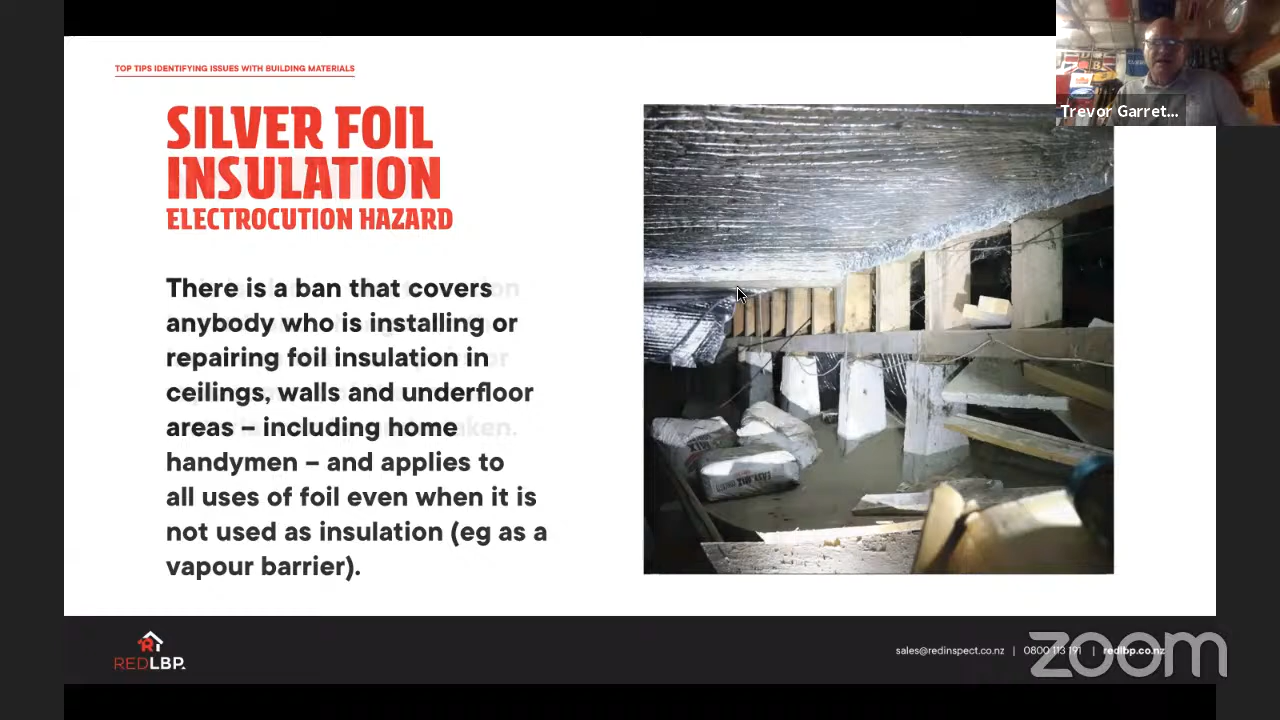 TOP TIPS IDENTIFYING ISSUES WITH BUILDING MATERIALS
SILVER FOIL
INSULATION
ELECTROCUTION HAZARD
There is a ban that covers
anybody who is installing or
repairing foil insulation in
ceilings, walls and underfloor
areas – including home
handymen – and applies to
all uses of foil even when it is
not used as insulation (eg as a
vapour barrier).
Trevor Garret...
EASY MIX
REDLBP.
sales@redinspect.co.nz | 0800 113 191 | redlbp.co.nz
zoom